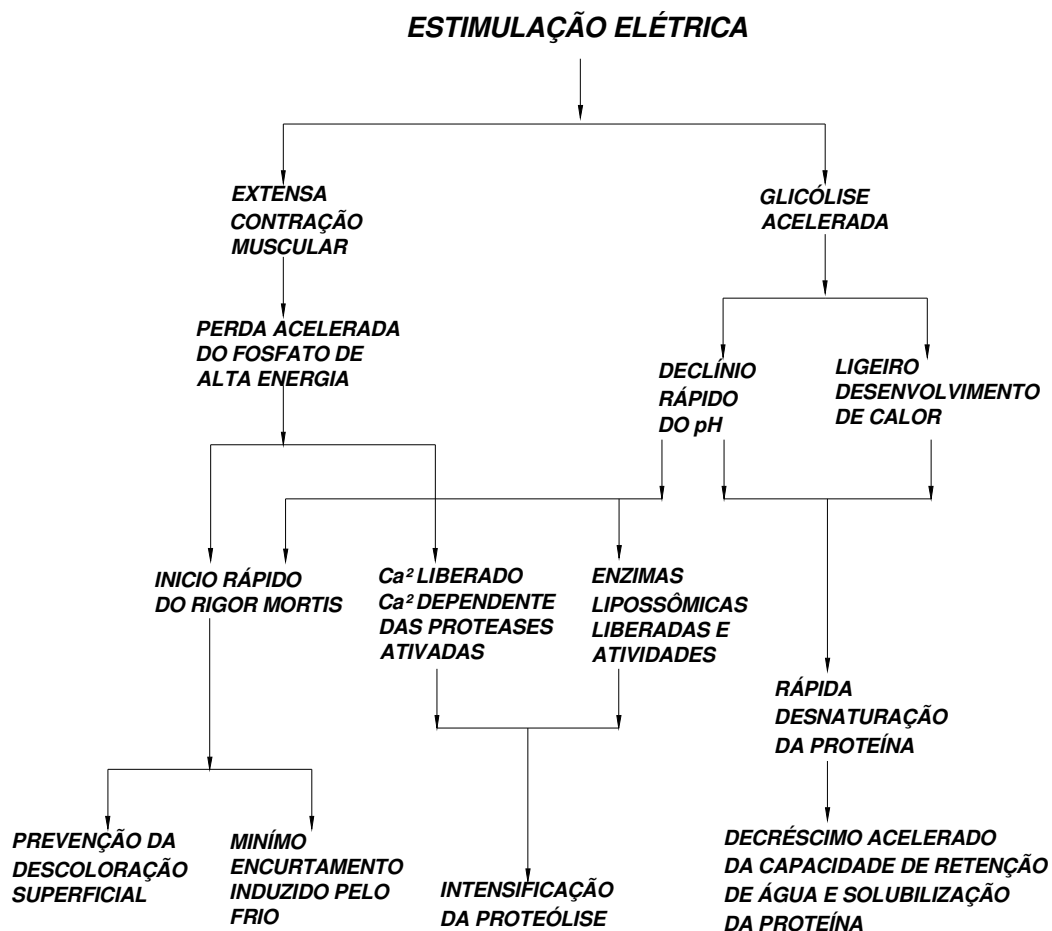 ESTIMULAÇÃO ELÉTRICA
EXTENSA
CONTRAÇÃO
MUSCULAR
GLICÓLISE
ACELERADA
PERDA ACELERADA
DO FOSFATO DE
ALTA ENERGIA
DECLÍNIO
RÁPIDO
DO pH
LIGEIRO
DESENVOLVIMENTO
DE CALOR
INICIO RÁPIDO
DO RIGOR MORTIS
Ca² LIBERADO
Ca² DEPENDENTE
DAS PROTEASES
ATIVADAS
ENZIMAS
LIPOSSÔMICAS
LIBERADAS E
ATIVIDADES
RÁPIDA
DESNATURAÇÃO
DA PROTEÍNA
PREVENÇÃO DA
DESCOLORAÇÃO
SUPERFICIAL
MINÍMO
ENCURTAMENTO
INDUZIDO PELO
FRIO
INTENSIFICAÇÃO
DA PROTEÓLISE
DECRÉSCIMO ACELERADO
DA CAPACIDADE DE RETENÇÃO
DE ÁGUA E SOLUBILIZAÇÃO
DA PROTEÍNA